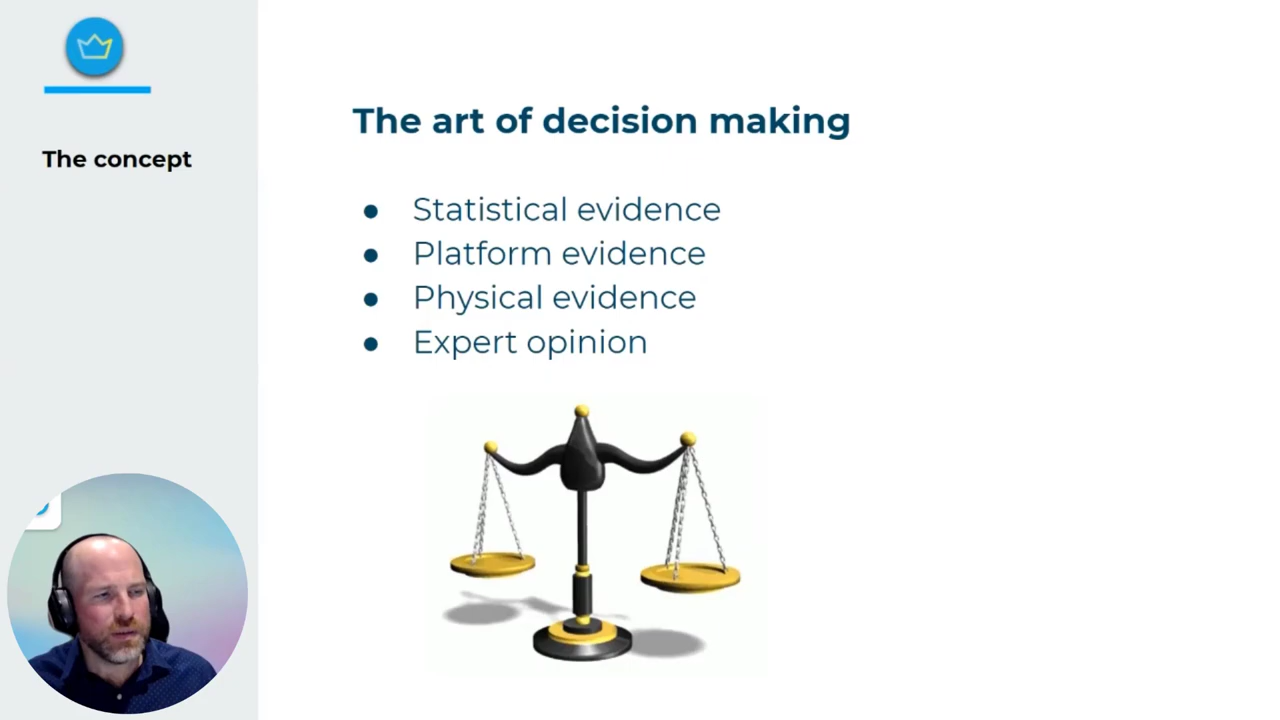 The concept
The art of decision making
● Statistical evidence
● Platform evidence
● Physical evidence
● Expert opinion